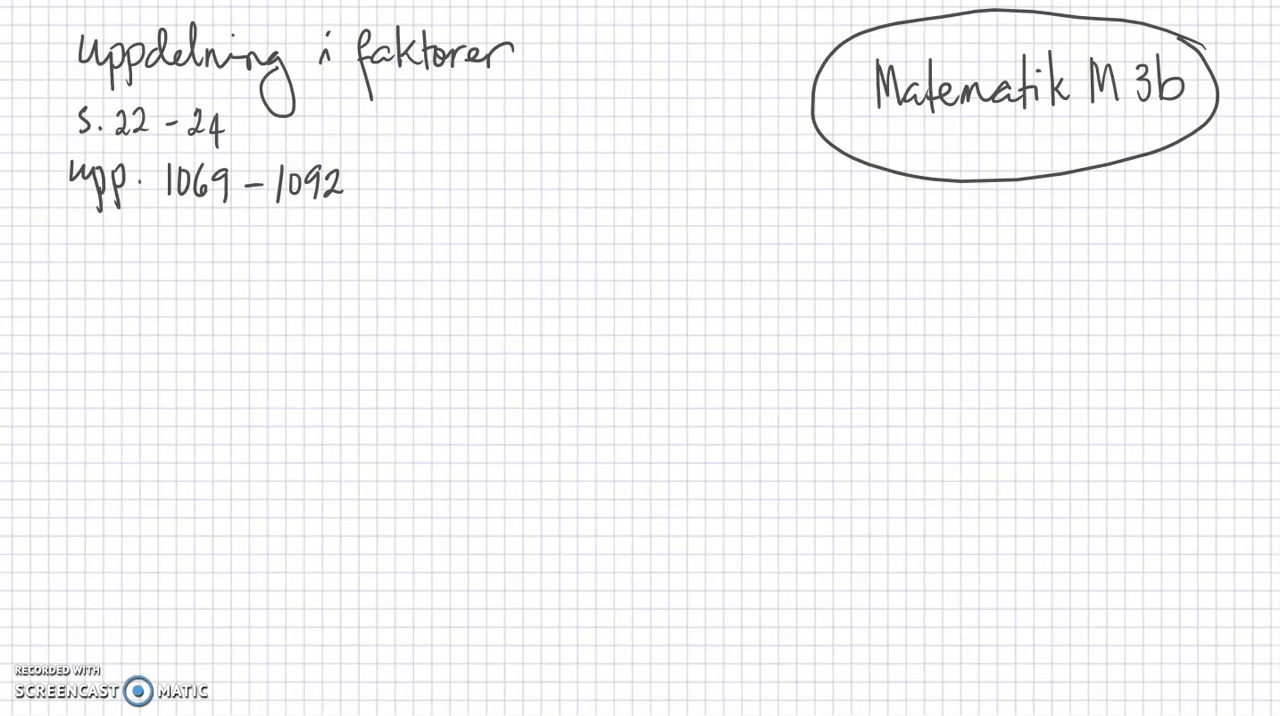 Uppdelning i faktorer
Matematik M 3b
s. 22 - 24
upp. 1069 - 1092
RECORDED WITH
SCREENCAST MATIC